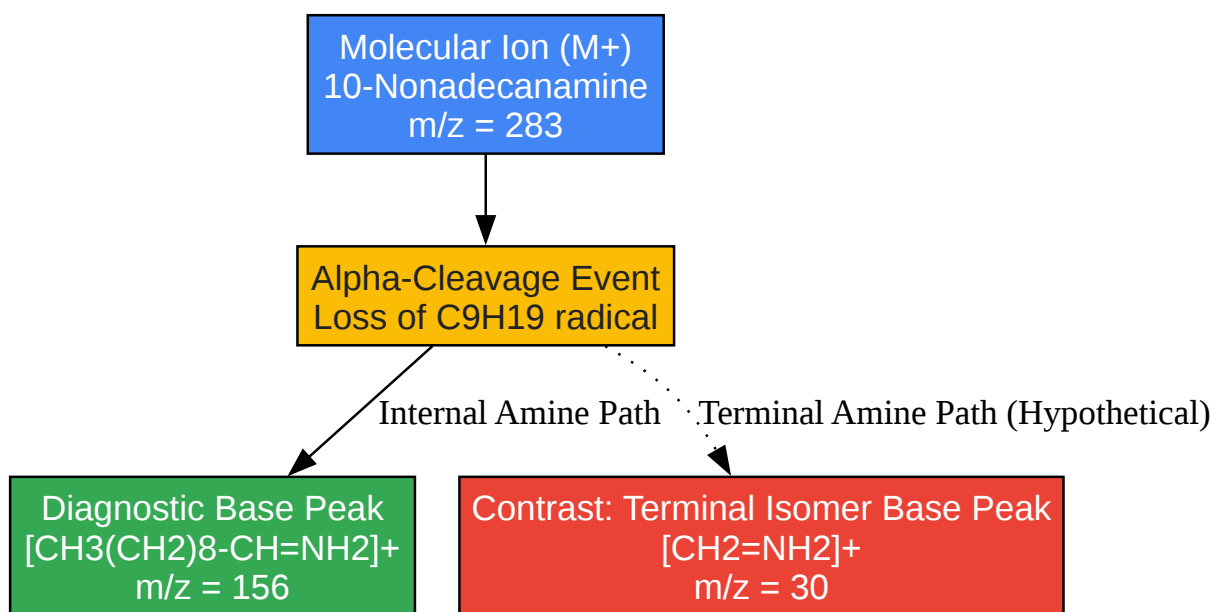 Molecular Ion (M+)
10-Nonadecanamine
m/z = 283
Alpha-Cleavage Event
Loss of C9H19 radical
Internal Amine Path
Terminal Amine Path (Hypothetical)
Diagnostic Base Peak
[CH3(CH2)8-CH=NH2]+
m/z = 156
Contrast: Terminal Isomer Base Peak
[CH2=NH2]+
m/z = 30